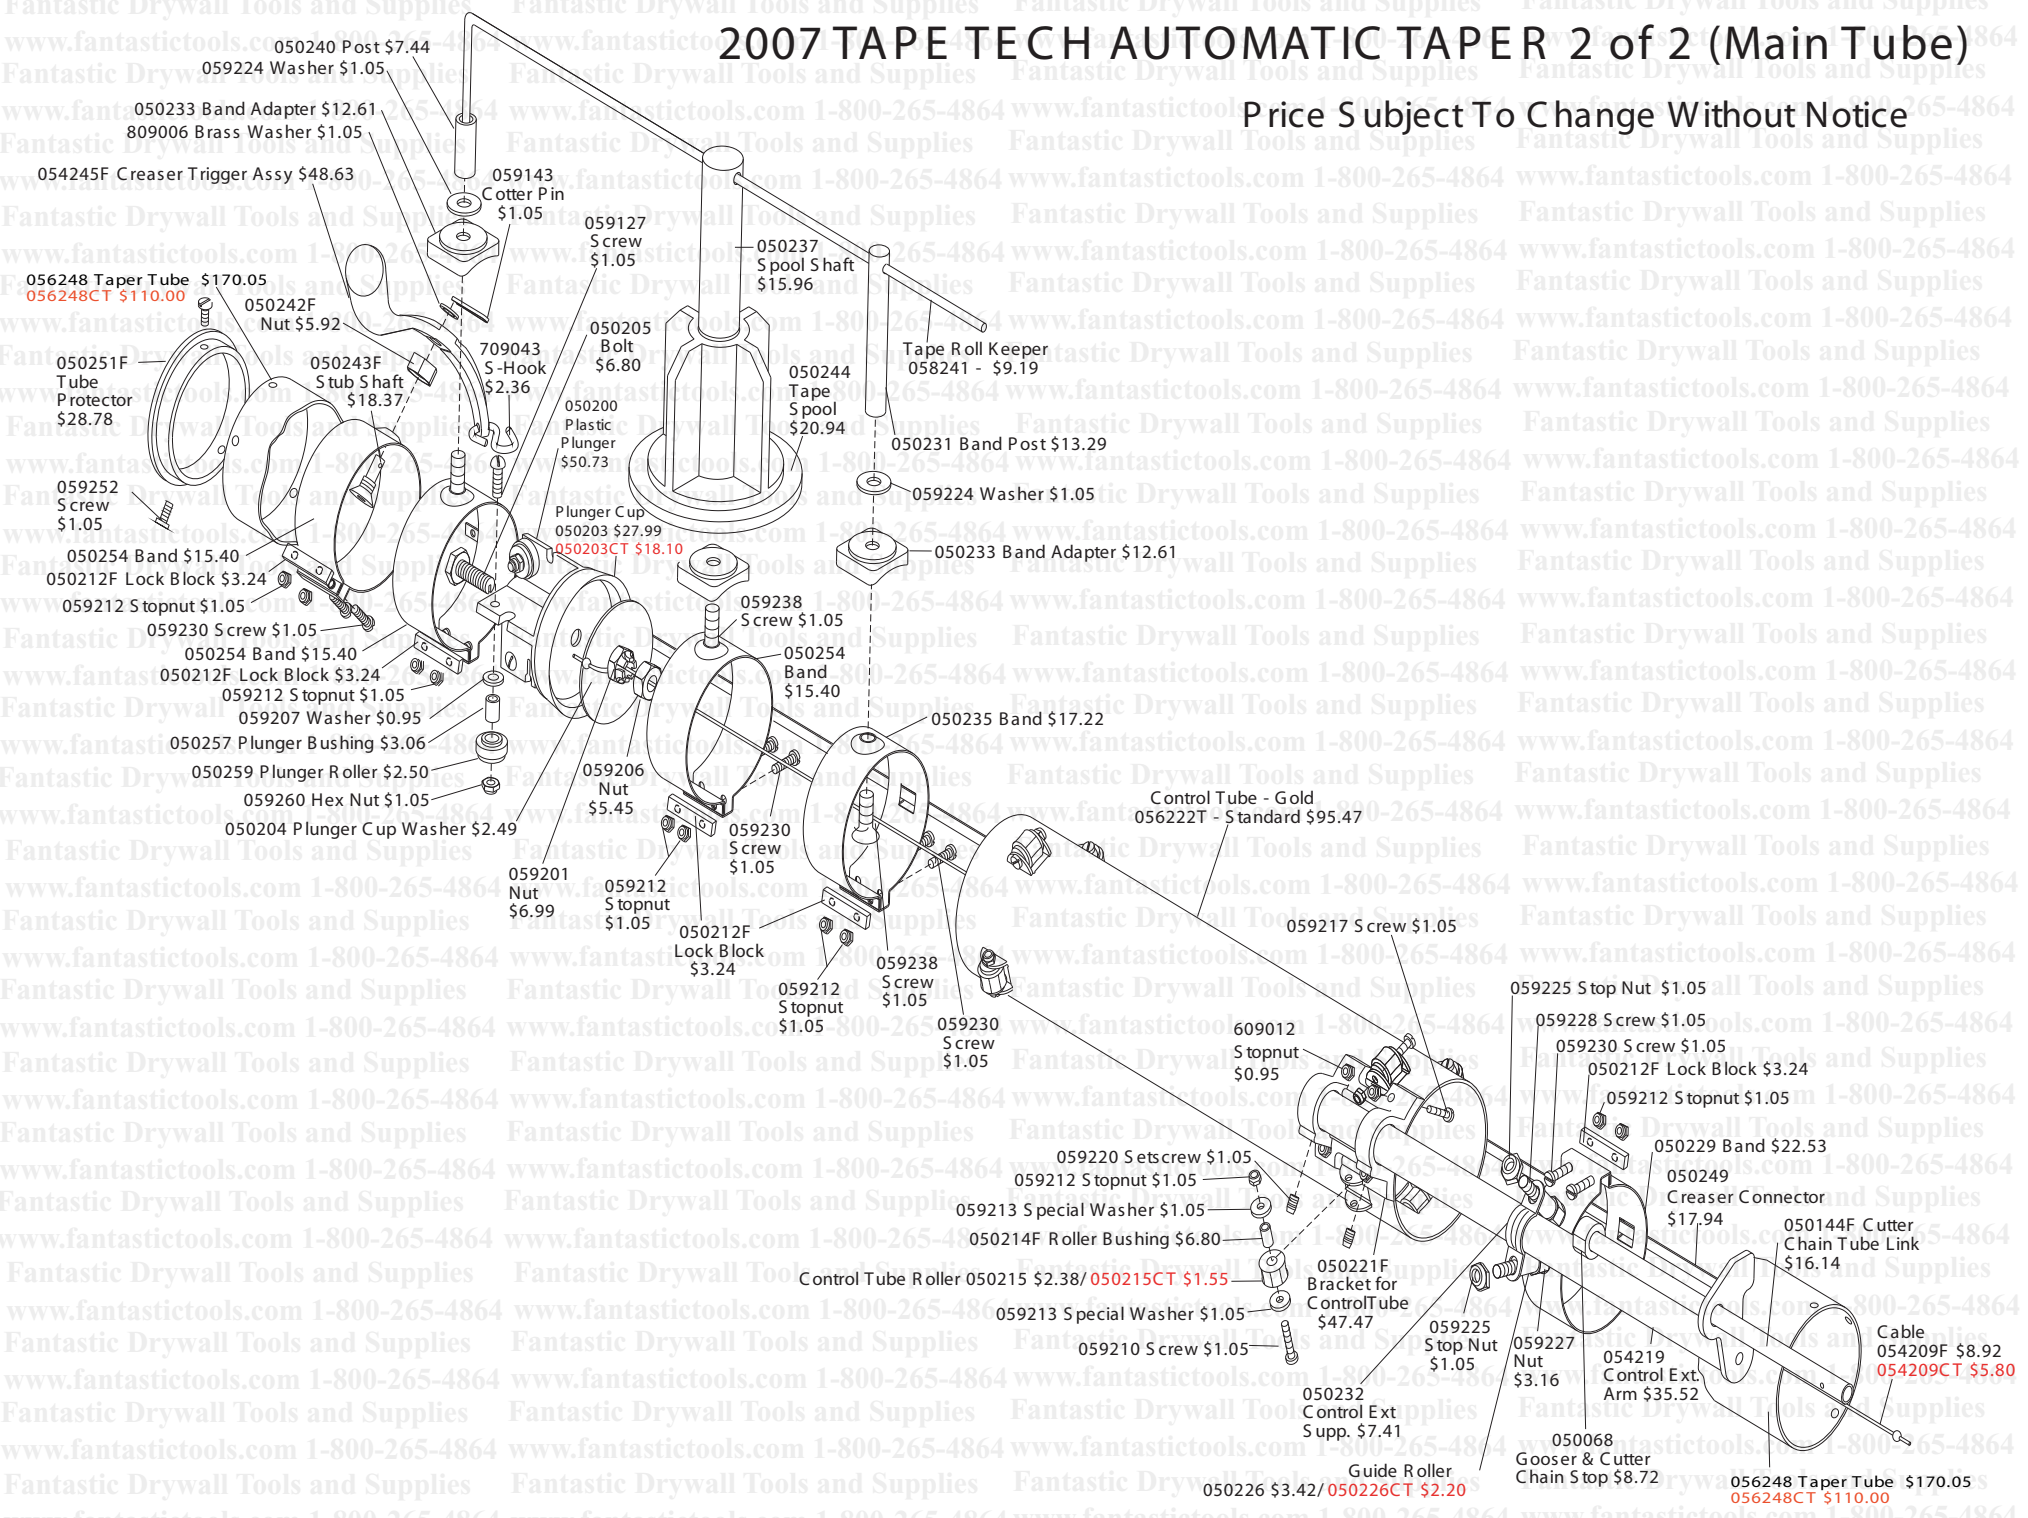 2007 TAPE TECH AUTOMATIC TAPER 2 of 2 (Main Tube)
Price Subject To Change Without Notice
050240 Post $7.44
059224 Washer $1.05
050233 Band Adapter $12.61
809006 Brass Washer $1.05
054245F Creaser Trigger Assy $48.63
059143
Cotter Pin
$1.05
059127
Screw
$1.05
050237
Spool Shaft
$15.96
056248 Taper Tube $170.05
056248CT $110.00
050242F
Nut $5.92
050205
Bolt
$6.80
Tape Roll Keeper
058241 - $9.19
050251F
Tube
Protector
$28.78
050243F
Stub Shaft
$18.37
709043
S-Hook
$2.36
050244
Tape
Spool
$20.94
050200
Plastic
Plunger
$50.73
050231 Band Post $13.29
059252
Screw
$1.05
059224 Washer $1.05
Plunger Cup
050203 $27.99
050203CT $18.10
050233 Band Adapter $12.61
050254 Band $15.40
050212F Lock Block $3.24
059212 Stopnut $1.05
059230 Screw $1.05
050254 Band $15.40
050212F Lock Block $3.24
059212 Stopnut $1.05
059207 Washer $0.95
050257 Plunger Bushing $3.06
050259 Plunger Roller $2.50
059260 Hex Nut $1.05
050204 Plunger Cup Washer $2.49
059238
Screw $1.05
050254
Band
$15.40
050235 Band $17.22
059206
Nut
$5.45
059230
Screw
$1.05
059201
Nut
$6.99
059212
Stopnut
$1.05
050212F
Lock Block
$3.24
059212
Stopnut
$1.05
059238
Screw
$1.05
059230
Screw
$1.05
Control Tube - Gold
056222T - Standard $95.47
059217 Screw $1.05
609012
Stopnut
$0.95
059225 Stop Nut $1.05
059228 Screw $1.05
059230 Screw $1.05
050212F Lock Block $3.24
059212 Stopnut $1.05
050229 Band $22.53
050249
Creaser Connector
$17.94
050144F Cutter
Chain Tube Link
$16.14
059220 Setscrew $1.05
059212 Stopnut $1.05
059213 Special Washer $1.05
050214F Roller Bushing $6.80
Control Tube Roller 050215 $2.38/ 050215CT $1.55
059213 Special Washer $1.05
059210 Screw $1.05
050221F
Bracket for
ControlTube
$47.47
059225
Stop Nut
$1.05
059227
Nut
$3.16
054219
Control Ext.
Arm $35.52
Cable
054209F $8.92
054209CT $5.80
050232
Control Ext
Supp. $7.41
050068
Gooser & Cutter
Chain Stop $8.72
Guide Roller
050226 $3.42/ 050226CT $2.20
056248 Taper Tube $170.05
056248CT $110.00
Fantastic Drywall Tools and Supplies
www.fantastictools.com 1-800-265-4864